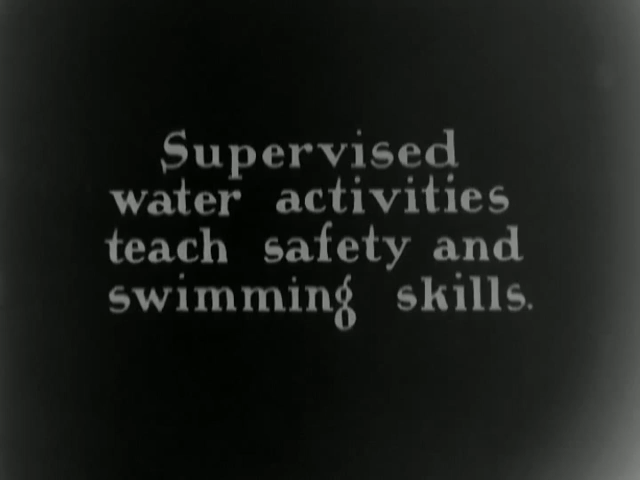 Supervised
water activities
teach safety and
swimming skills.